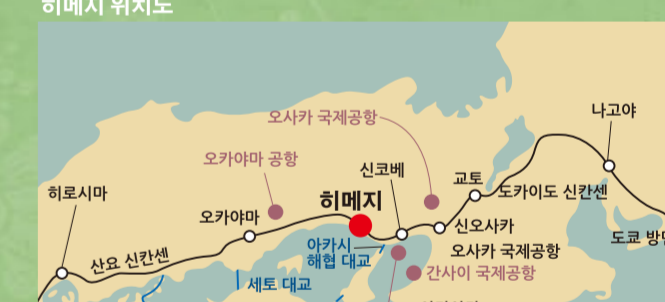 히메지 위치도
나고야
오사카 국제공항
오카야마 공항
신코베
교토
히로시마
히메지
도카이도 신칸센
오카야마
신오사카
도쿄 방면
아카시
해협 대교
오사카 국제공항
산요 신칸센
간사이 국제공항
세토 대교